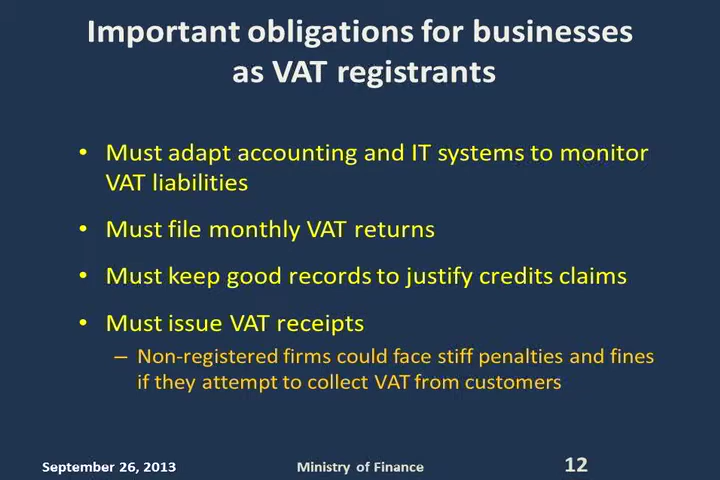 Important obligations for businesses
as VAT registrants
• Must adapt accounting and IT systems to monitor
VAT liabilities
• Must file monthly VAT returns
• Must keep good records to justify credits claims
• Must issue VAT receipts
– Non-registered firms could face stiff penalties and fines
if they attempt to collect VAT from customers
September 26, 2013 Ministry of Finance 12